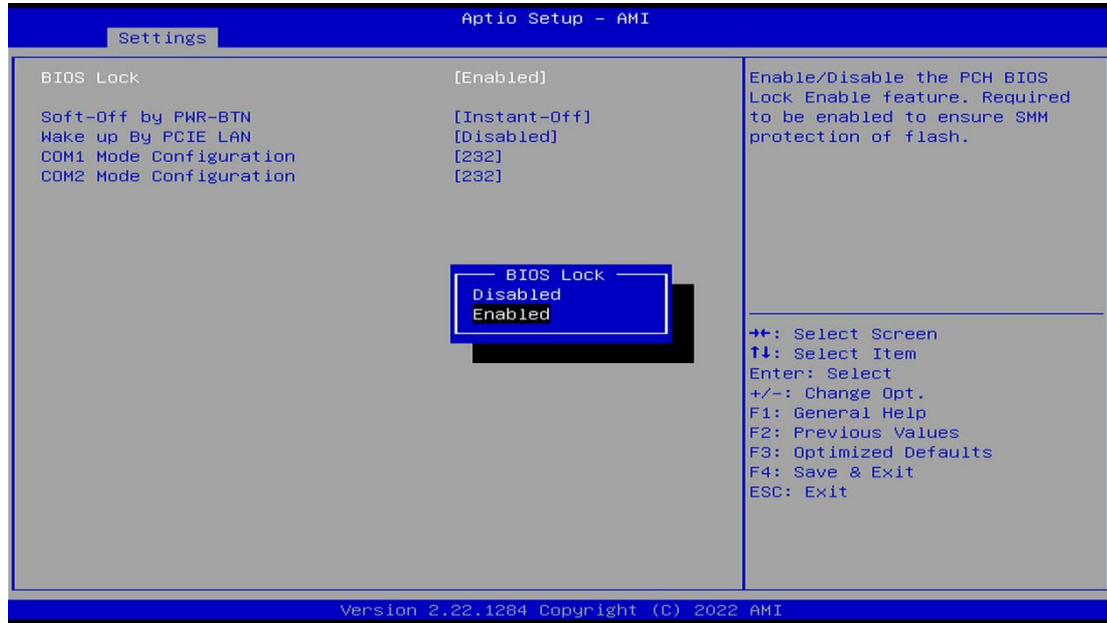 Aptio Setup – AMI
Settings
BIOS Lock [Enabled]
Soft-Off by PWR-BTN [Instant-Off]
Wake up By PCIE LAN [Disabled]
COM1 Mode Configuration [232]
COM2 Mode Configuration [232]
BIOS Lock
Disabled
Enabled
Enable/Disable the PCH BIOS
Lock Enable feature. Required
to be enabled to ensure SMM
protection of flash.
→←: Select Screen
↑↓: Select Item
Enter: Select
+/-: Change Opt.
F1: General Help
F2: Previous Values
F3: Optimized Defaults
F4: Save & Exit
ESC: Exit
Version 2.22.1284 Copyright (C) 2022 AMI